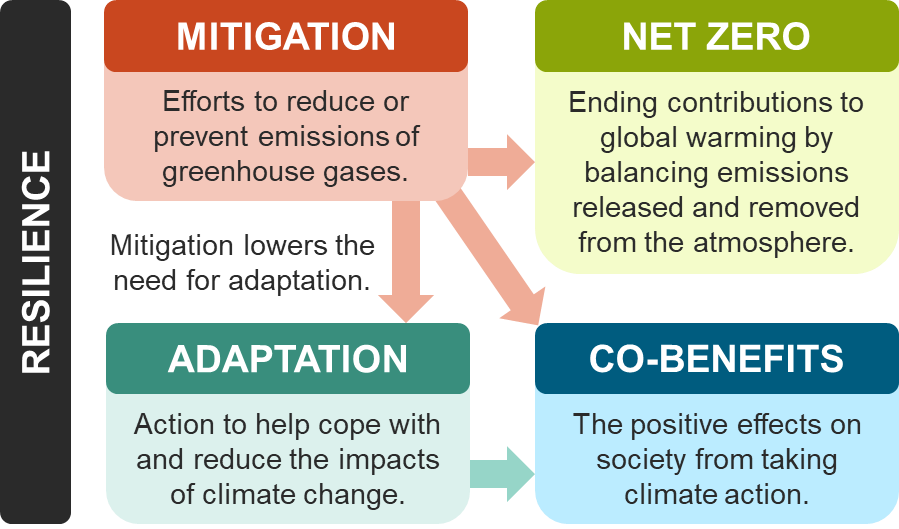 RESILIENCE
MITIGATION
Efforts to reduce or
prevent emissions of
greenhouse gases.
NET ZERO
Ending contributions to
global warming by
balancing emissions
released and removed
from the atmosphere.
Mitigation lowers the
need for adaptation.
ADAPTATION
Action to help cope with
and reduce the impacts
of climate change.
CO-BENEFITS
The positive effects on
society from taking
climate action.